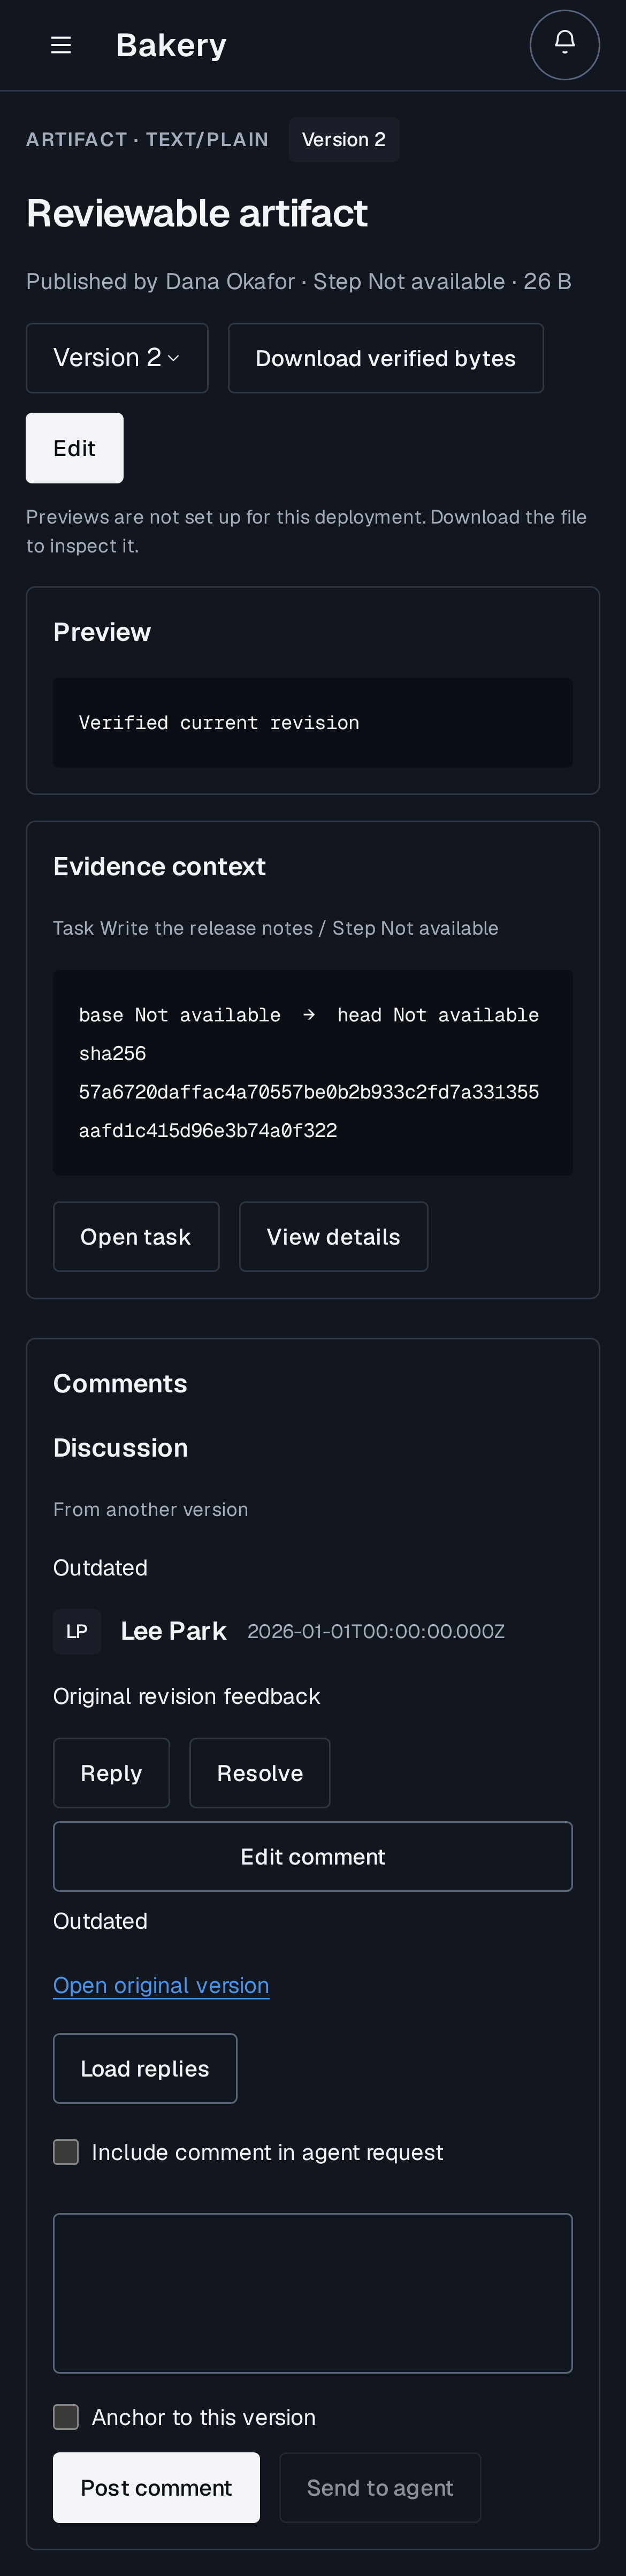 Bakery
ARTIFACT · TEXT/PLAIN Version 2
Reviewable artifact
Published by Dana Okafor · Step Not available · 26 B
Version 2 Download verified bytes
Edit
Previews are not set up for this deployment. Download the file
to inspect it.
Preview
Verified current revision
Evidence context
Task Write the release notes / Step Not available
base Not available → head Not available
sha256
57a6720daffac4a70557be0b2b933c2fd7a331355
aafd1c415d96e3b74a0f322
Open task View details
Comments
Discussion
From another version
Outdated
LP Lee Park 2026-01-01T00:00:00.000Z
Original revision feedback
Reply Resolve
Edit comment
Outdated
Open original version
Load replies
Include comment in agent request
Anchor to this version
Post comment Send to agent